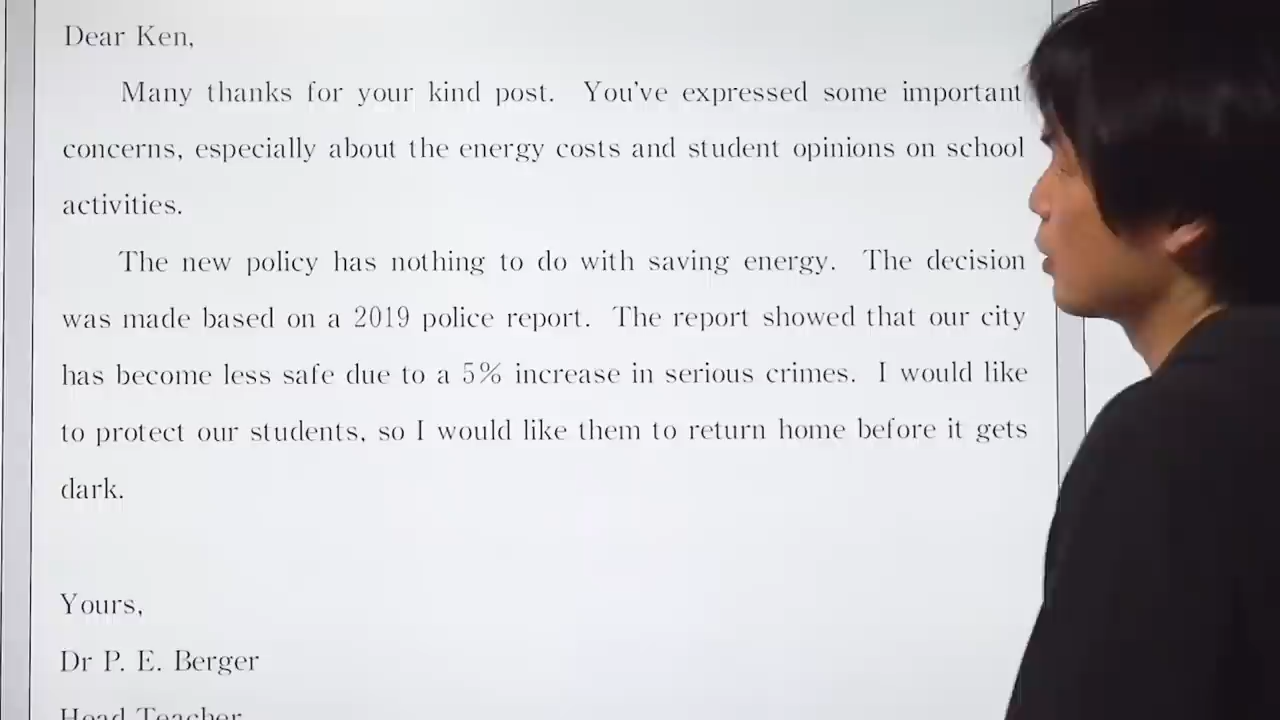 Dear Ken,
Many thanks for your kind post. You've expressed some important
concerns, especially about the energy costs and student opinions on school
activities.
The new policy has nothing to do with saving energy. The decision
was made based on a 2019 police report. The report showed that our city
has become less safe due to a 5% increase in serious crimes. I would like
to protect our students, so I would like them to return home before it gets
dark.
Yours,
Dr P. E. Berger
Head Teacher